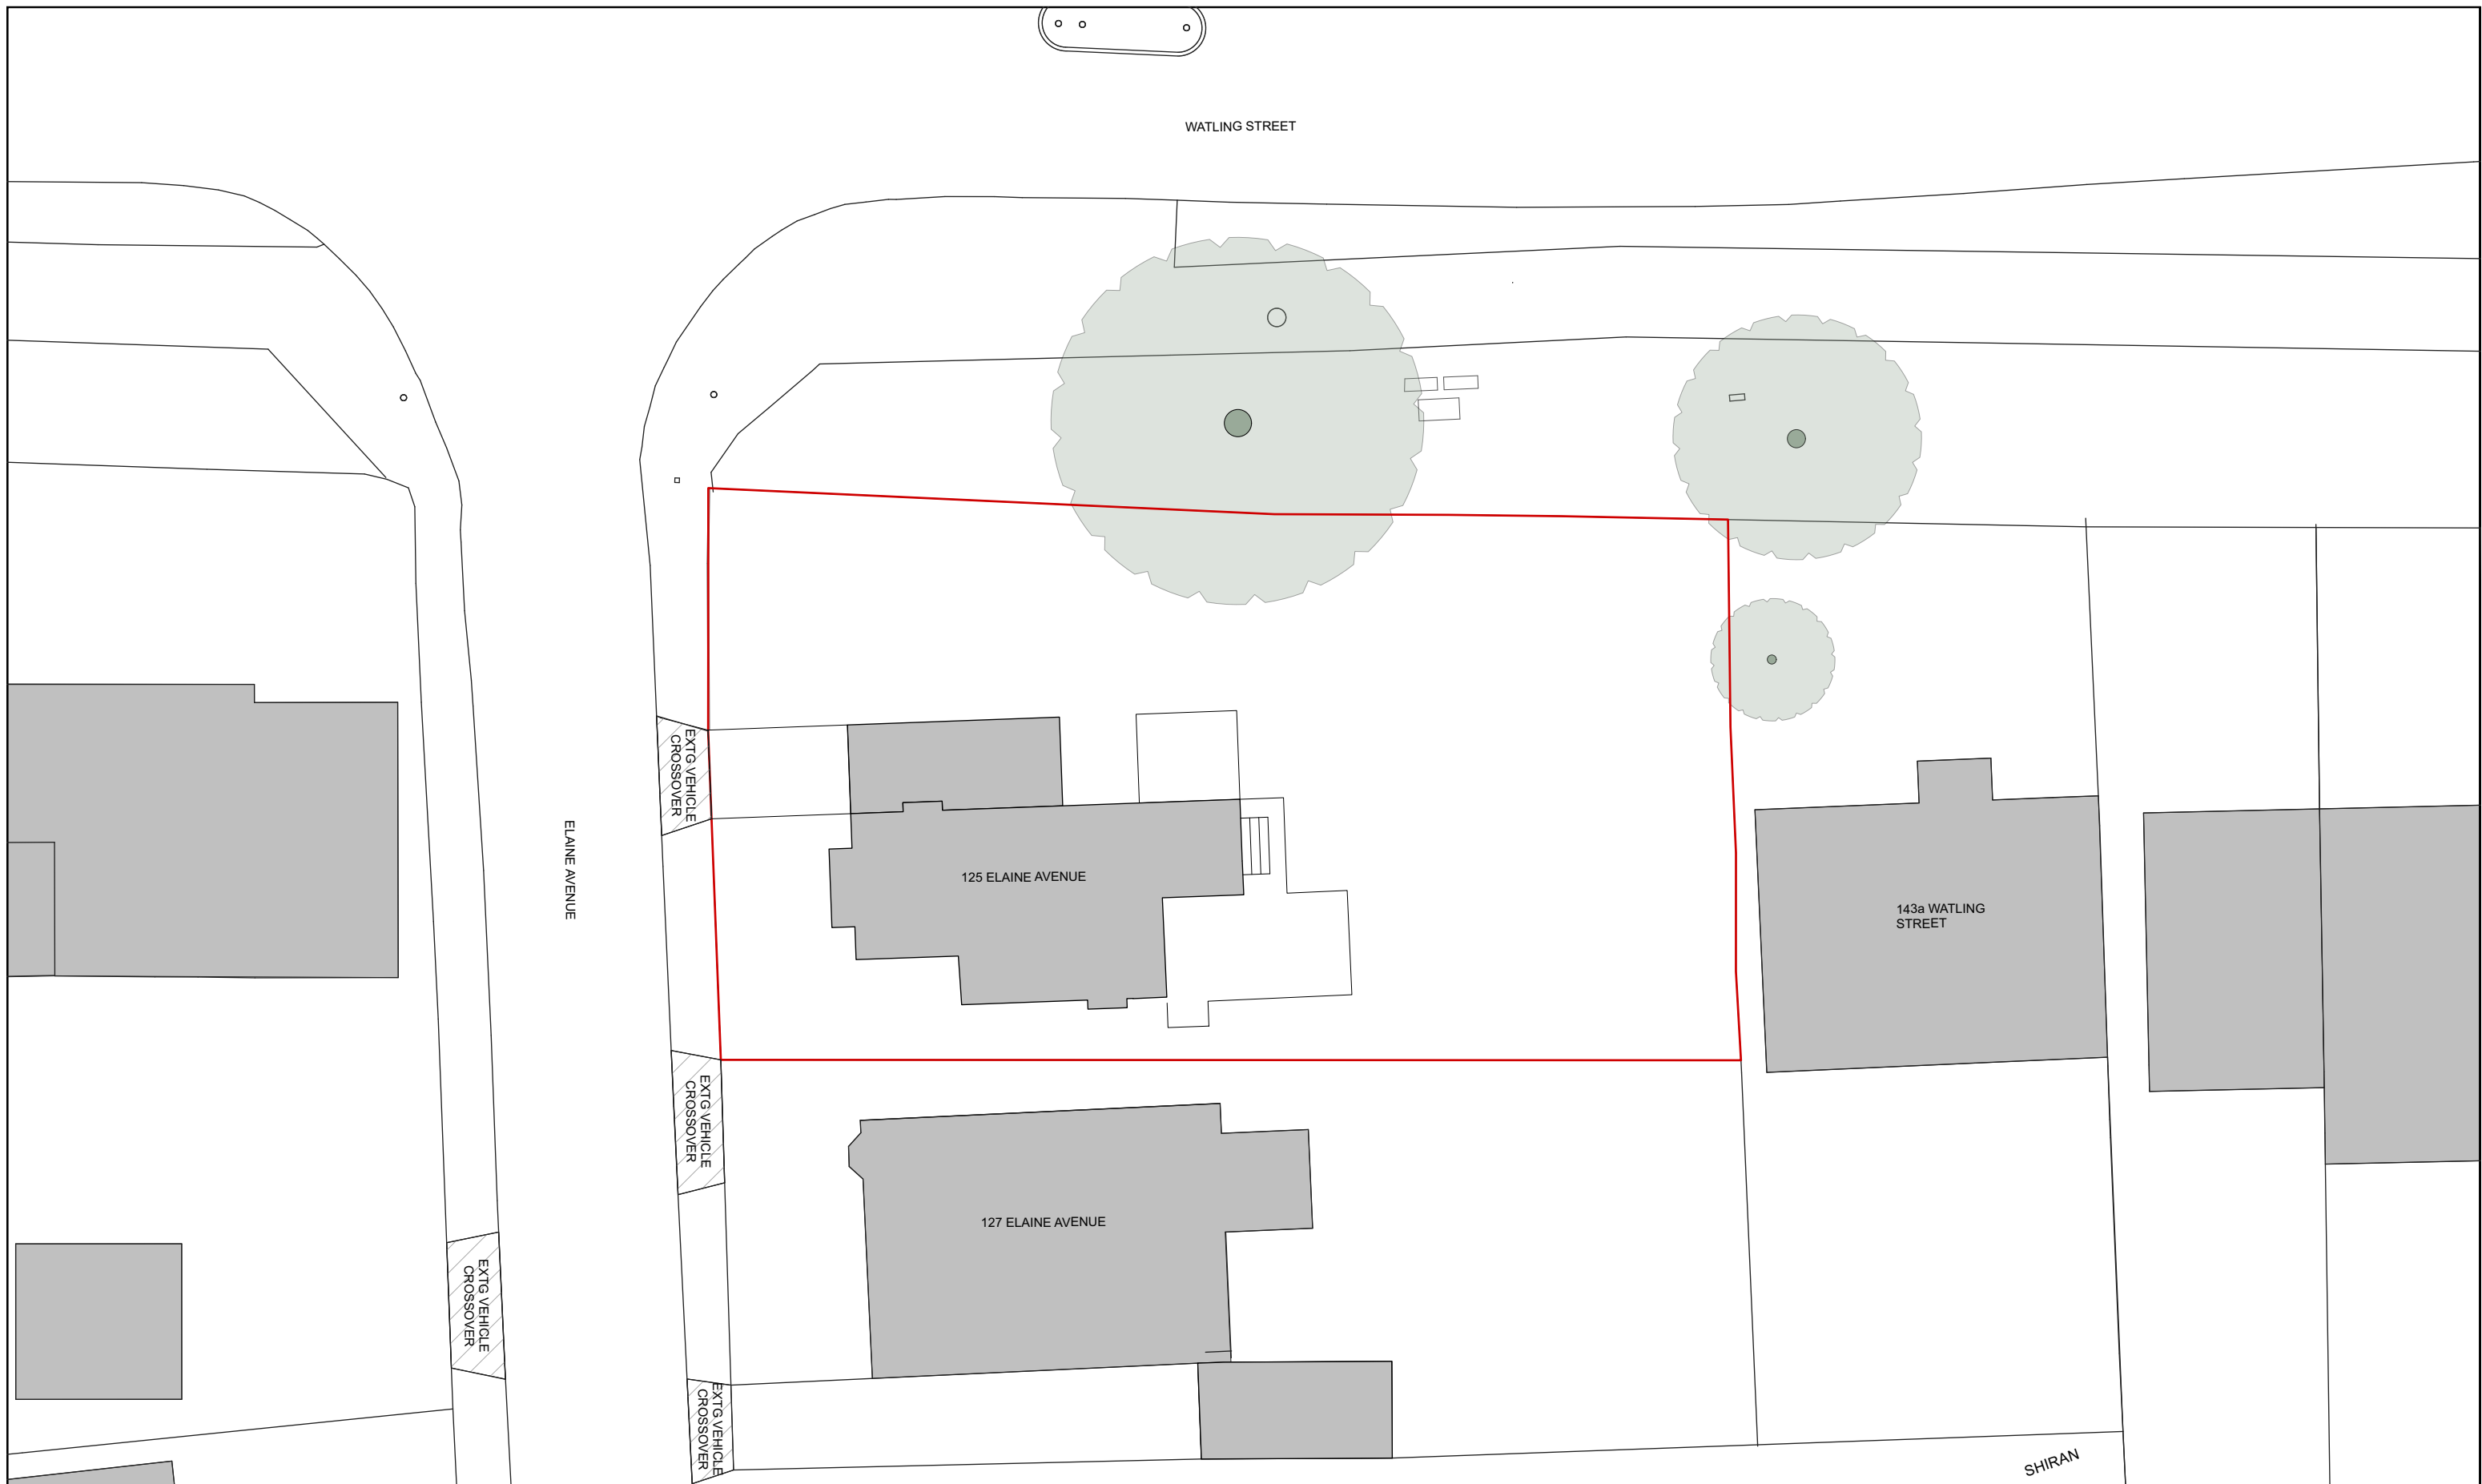 WATLING STREET
EXTG VEHICLE
CROSSOVER
ELAINE AVENUE
125 ELAINE AVENUE
143a WATLING
STREET
EXTG VEHICLE
CROSSOVER
127 ELAINE AVENUE
EXTG VEHICLE
CROSSOVER
EXTG VEHICLE
CROSSOVER
SHIRAN